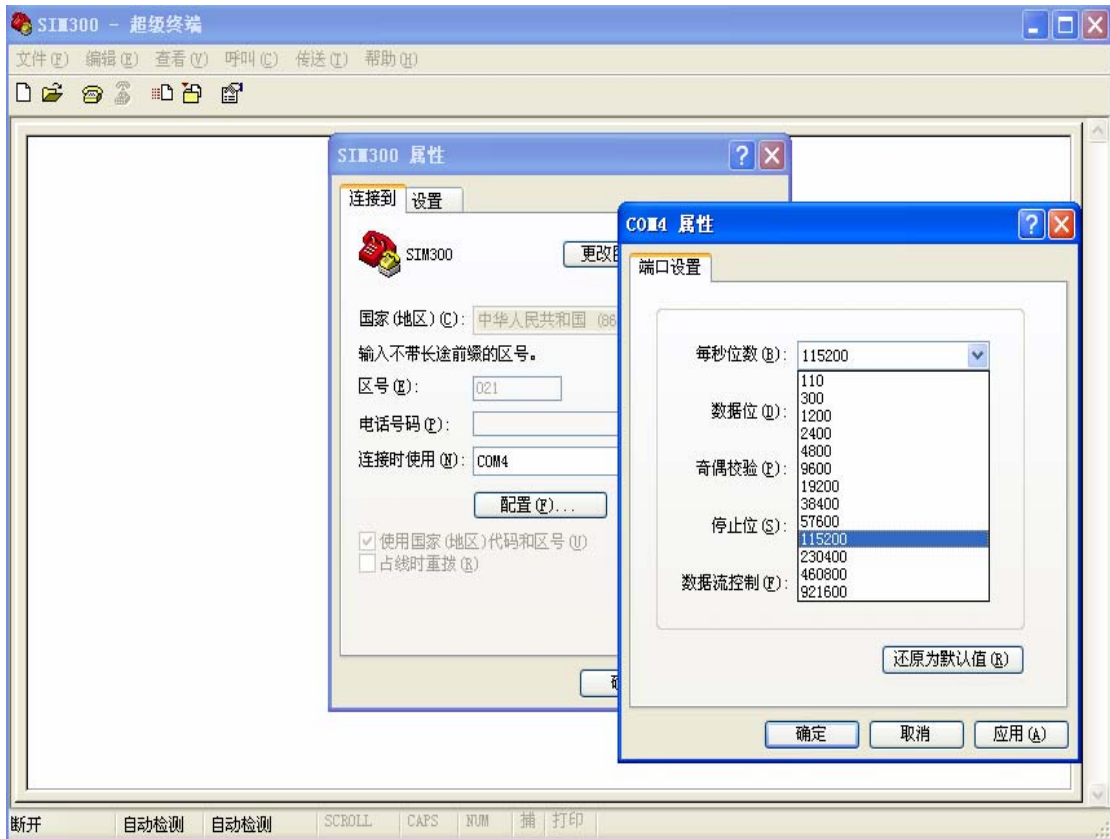 SIM300 - 超级终端
文件(F) 编辑(E) 查看(V) 呼叫(C) 传送(T) 帮助(H)
SIM300 属性
连接到 设置
SIM300
更改
国家(地区)(C): 中华人民共和国 (86
输入不带长途前缀的区号。
区号(E): 021
电话号码(P):
连接时使用(N): COM4
配置(F)...
使用国家(地区)代码和区号(U)
占线时重拨(R)
COM4 属性
端口设置
每秒位数(B): 115200
数据位(D):
奇偶校验(P):
停止位(S):
数据流控制(F):
110
300
1200
2400
4800
9600
19200
38400
57600
115200
230400
460800
921600
还原为默认值(R)
确定 取消 应用(A)
断开 自动检测 自动检测 SCROLL CAPS NUM 捕 打印